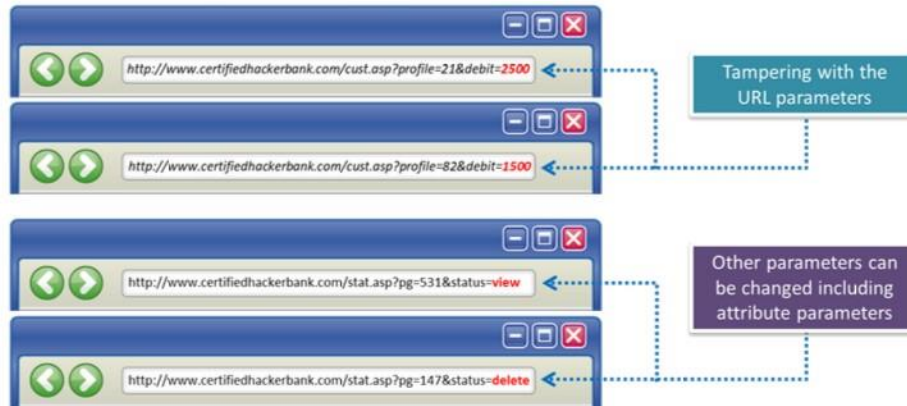 http://www.certifiedhackerbank.com/cust.asp?profile=21&debit=2500
Tampering with the
URL parameters
http://www.certifiedhackerbank.com/cust.asp?profile=82&debit=1500
http://www.certifiedhackerbank.com/stat.asp?pg=531&status=view
Other parameters can
be changed including
attribute parameters
http://www.certifiedhackerbank.com/stat.asp?pg=147&status=delete